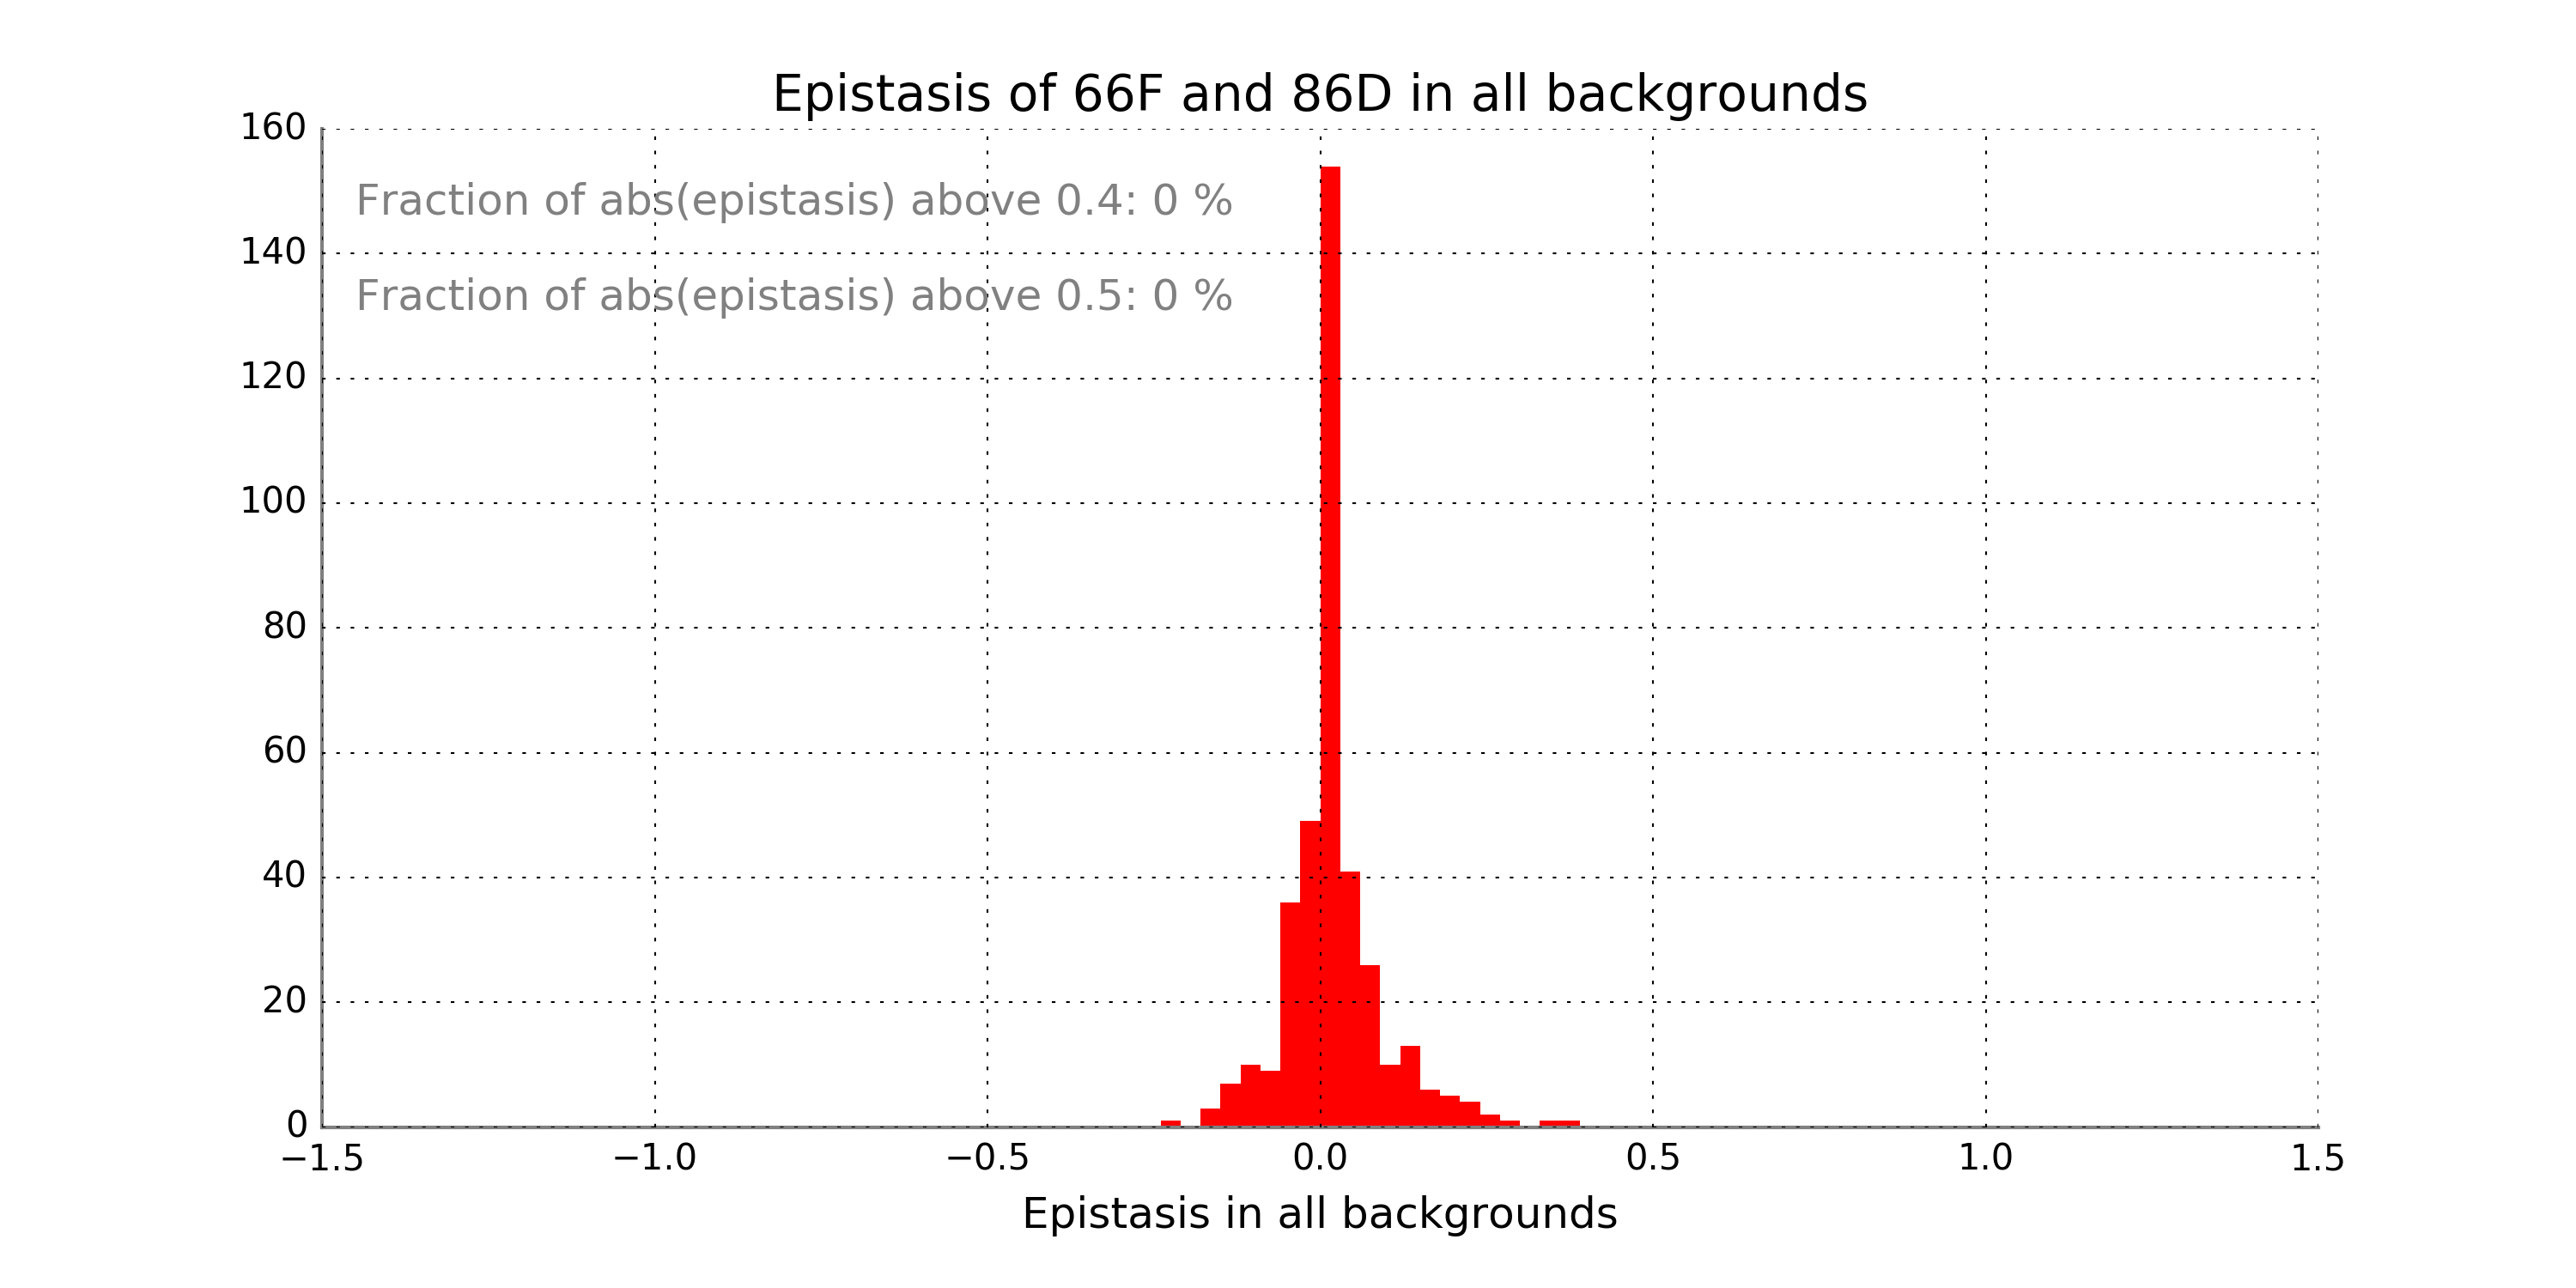 Epistasis of 66F and 86D in all backgrounds
160
Fraction of abs(epistasis) above 0.4: 0 %
140
Fraction of abs(epistasis) above 0.5: 0 %
120
100
80
60
40
20
0
−1.5 −1.0 −0.5 0.0 0.5 1.0 1.5
Epistasis in all backgrounds